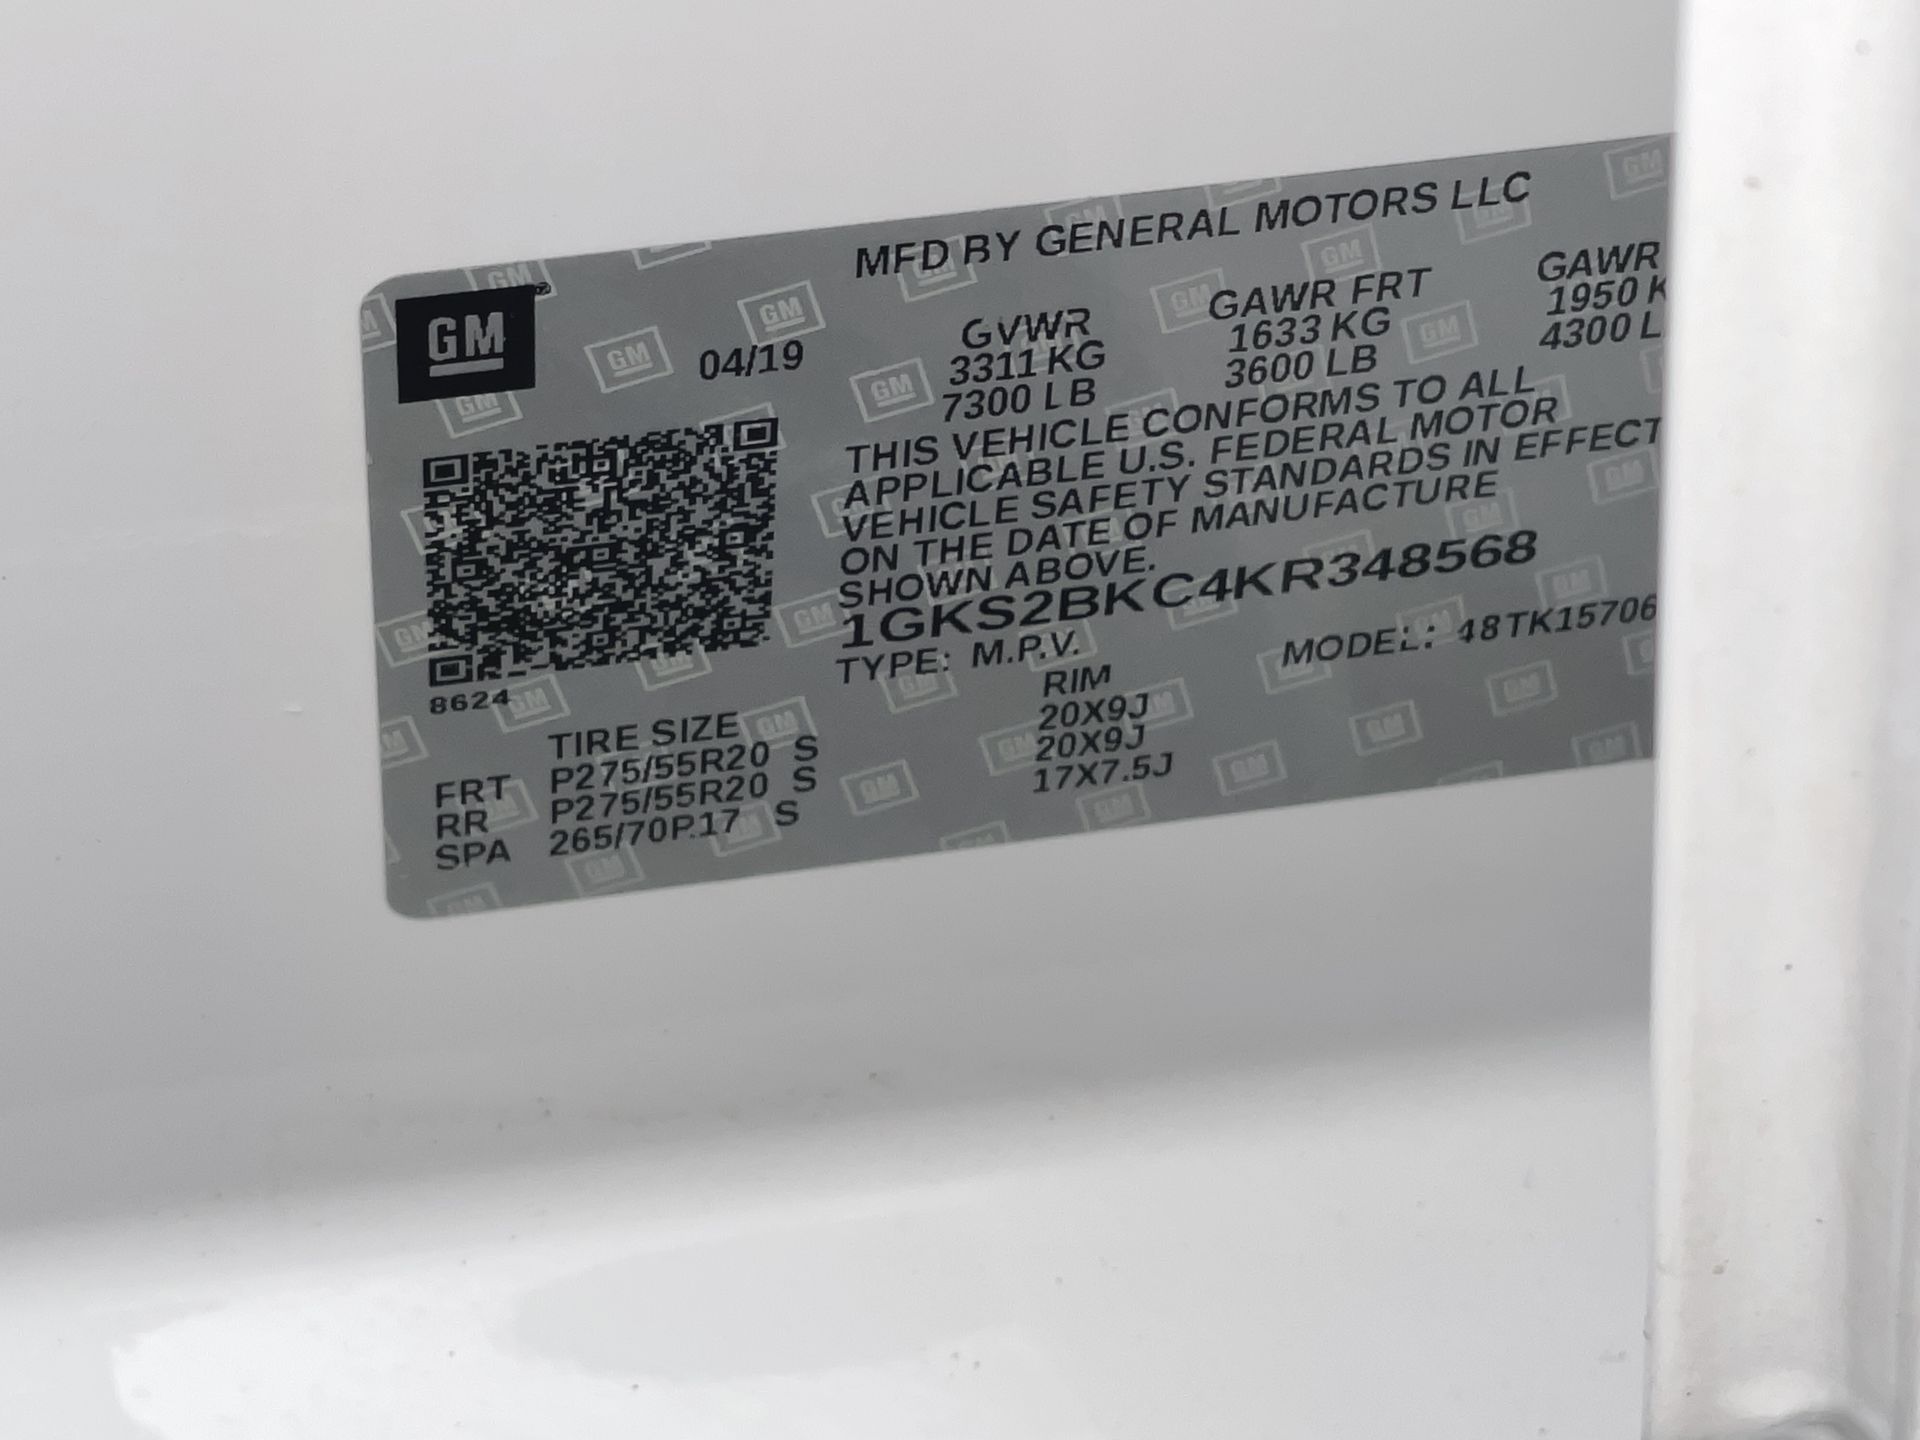 MFD BY GENERAL MOTORS LLC
GM
04/19
GVWR GAWR FRT GAWR
3311 KG 1633 KG 1950 K
7300 LB 3600 LB 4300 L
THIS VEHICLE CONFORMS TO ALL
APPLICABLE U.S. FEDERAL MOTOR
VEHICLE SAFETY STANDARDS IN EFFECT
ON THE DATE OF MANUFACTURE
SHOWN ABOVE.
1GKS2BKC4KR348568
TYPE: M.P.V. MODEL: 48TK15706
8624
TIRE SIZE RIM
FRT P275/55R20 S 20X9J
RR P275/55R20 S 20X9J
SPA 265/70R17 S 17X7.5J